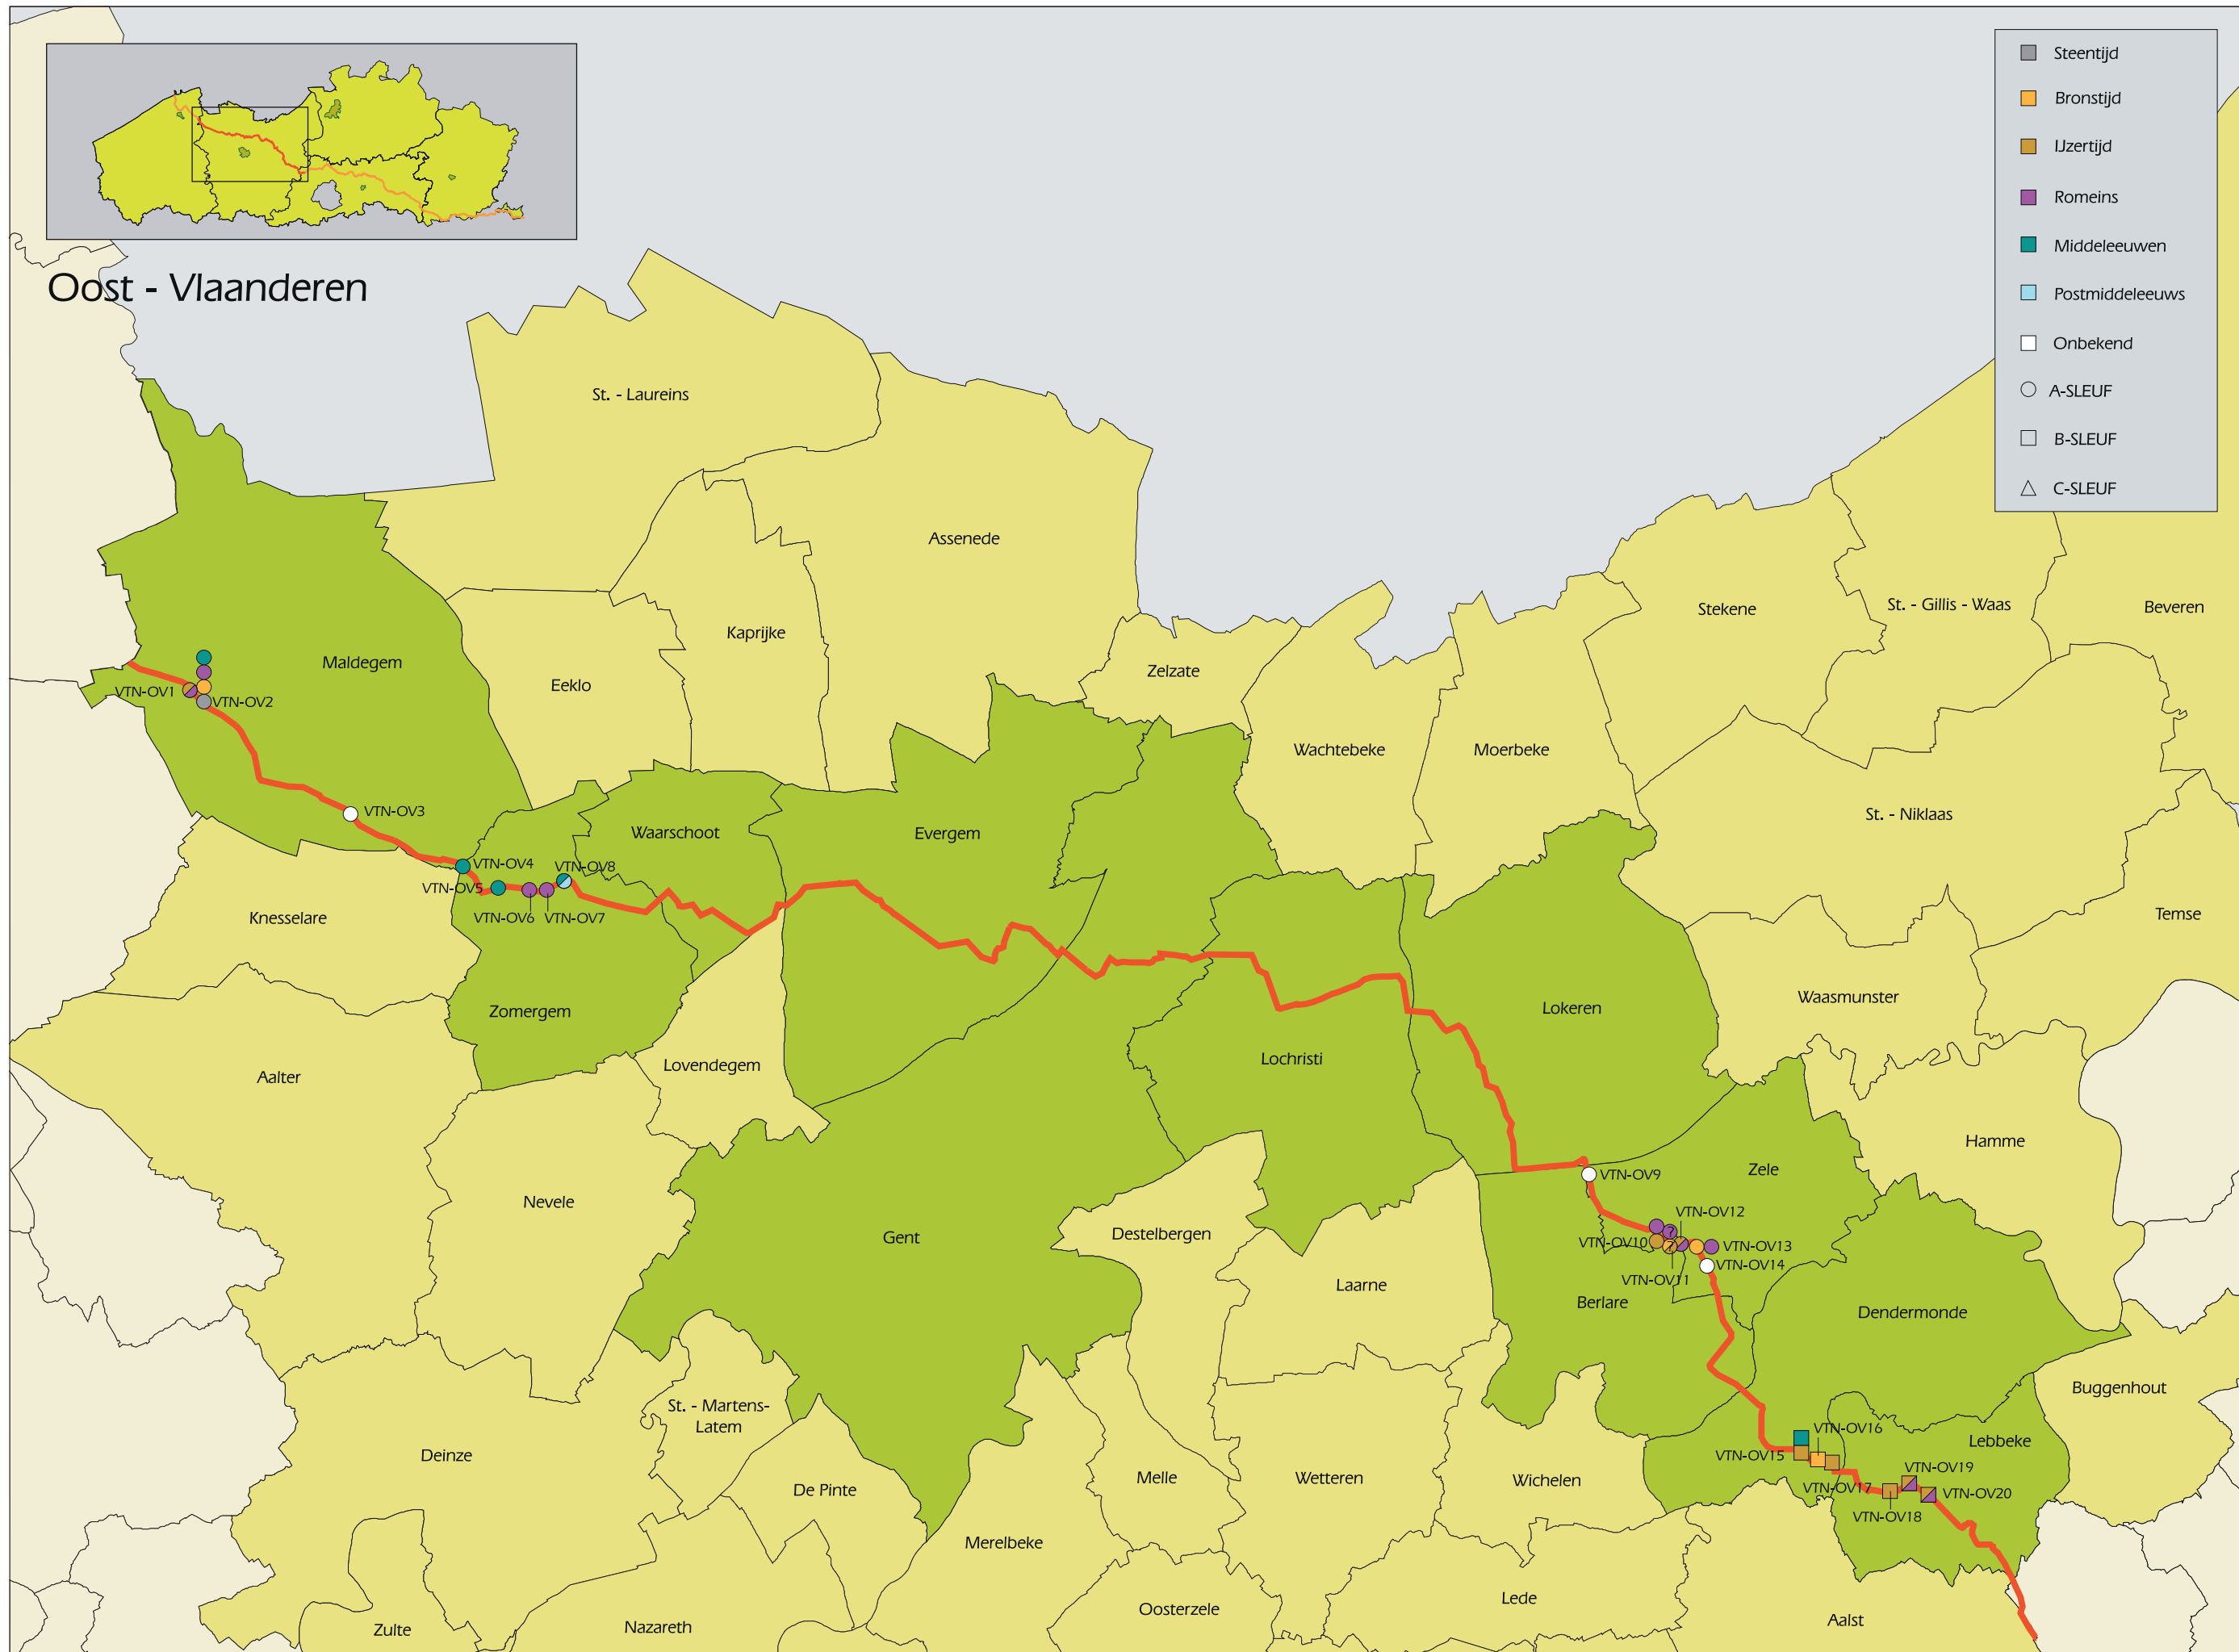 Oost - Vlaanderen
Steentijd
Bronstijd
IJzertijd
Romeins
Middeleeuwen
Postmiddeleeuws
Onbekend
A-SLEUF
B-SLEUF
C-SLEUF
St. - Laureins
Assenede
Kaprijke
Maldegem
Eeklo
Zelzate
Stekene
St. - Gillis - Waas
Beveren
Wachtebeke
Moerbeke
St. - Niklaas
Temse
VTN-OV1
VTN-OV2
VTN-OV3
Waarschoot
Evergem
VTN-OV4
VTN-OV8
VTN-OV5
VTN-OV6
VTN-OV7
Knesselare
Zomergem
Waasmunster
Lokeren
Lochristi
Lovendegem
Aalter
Hamme
Zele
VTN-OV9
Nevele
Gent
Destelbergen
VTN-OV12
?
VTN-OV10
?
VTN-OV13
VTN-OV14
VTN-OV11
Laarne
Berlare
Dendermonde
Buggenhout
St. - Martens-
Latem
Deinze
De Pinte
Melle
Wetteren
Wichelen
VTN-OV16
Lebbeke
VTN-OV15
VTN-OV19
VTN-OV17
VTN-OV20
VTN-OV18
Merelbeke
Zulte
Nazareth
Oosterzele
Lede
Aalst